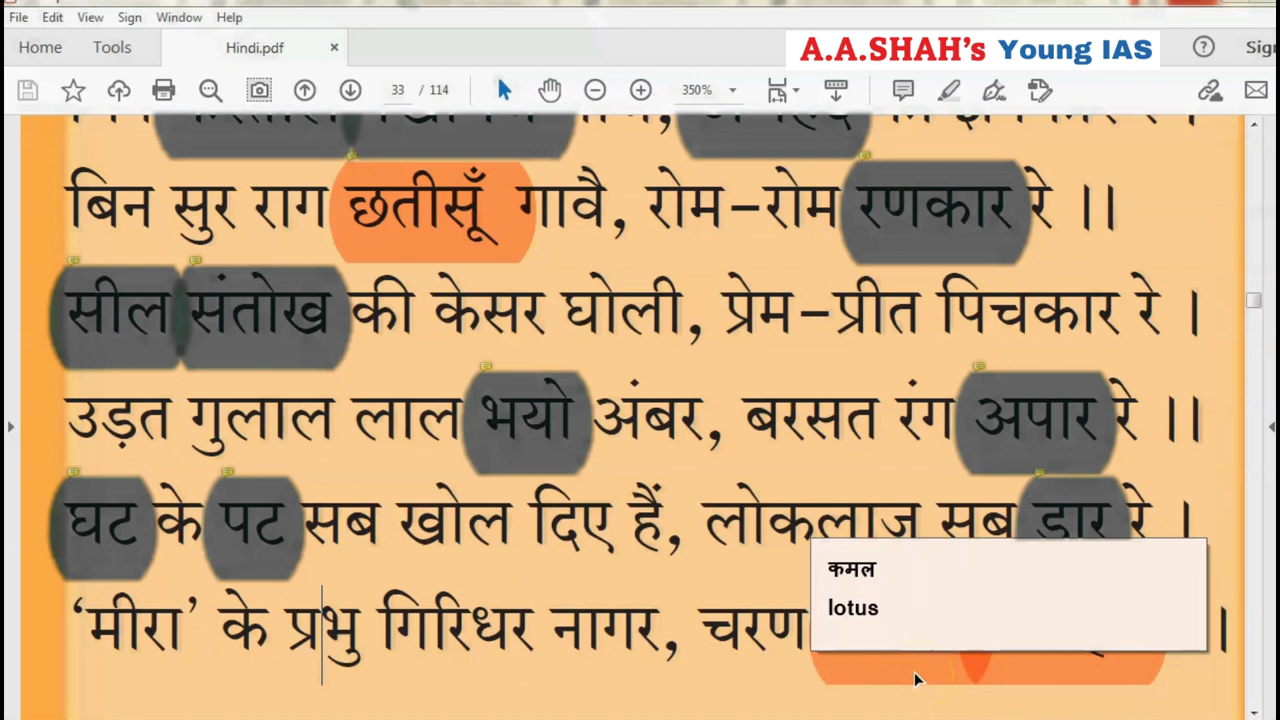 File Edit View Sign Window Help
Home Tools Hindi.pdf × A.A.SHAH's Young IAS ? Sig
33 / 114 350%
बिन सुर राग छतीसूँ गावै, रोम-रोम रणकार रे ।।
सील संतोख की केसर घोली, प्रेम-प्रीत पिचकार रे ।
उड़त गुलाल लाल भयो अंबर, बरसत रंग अपार रे ।।
घट के पट सब खोल दिए हैं, लोकलाज सब डार रे ।
'मीरा' के प्रभु गिरिधर नागर, चरण ।
कमल
lotus